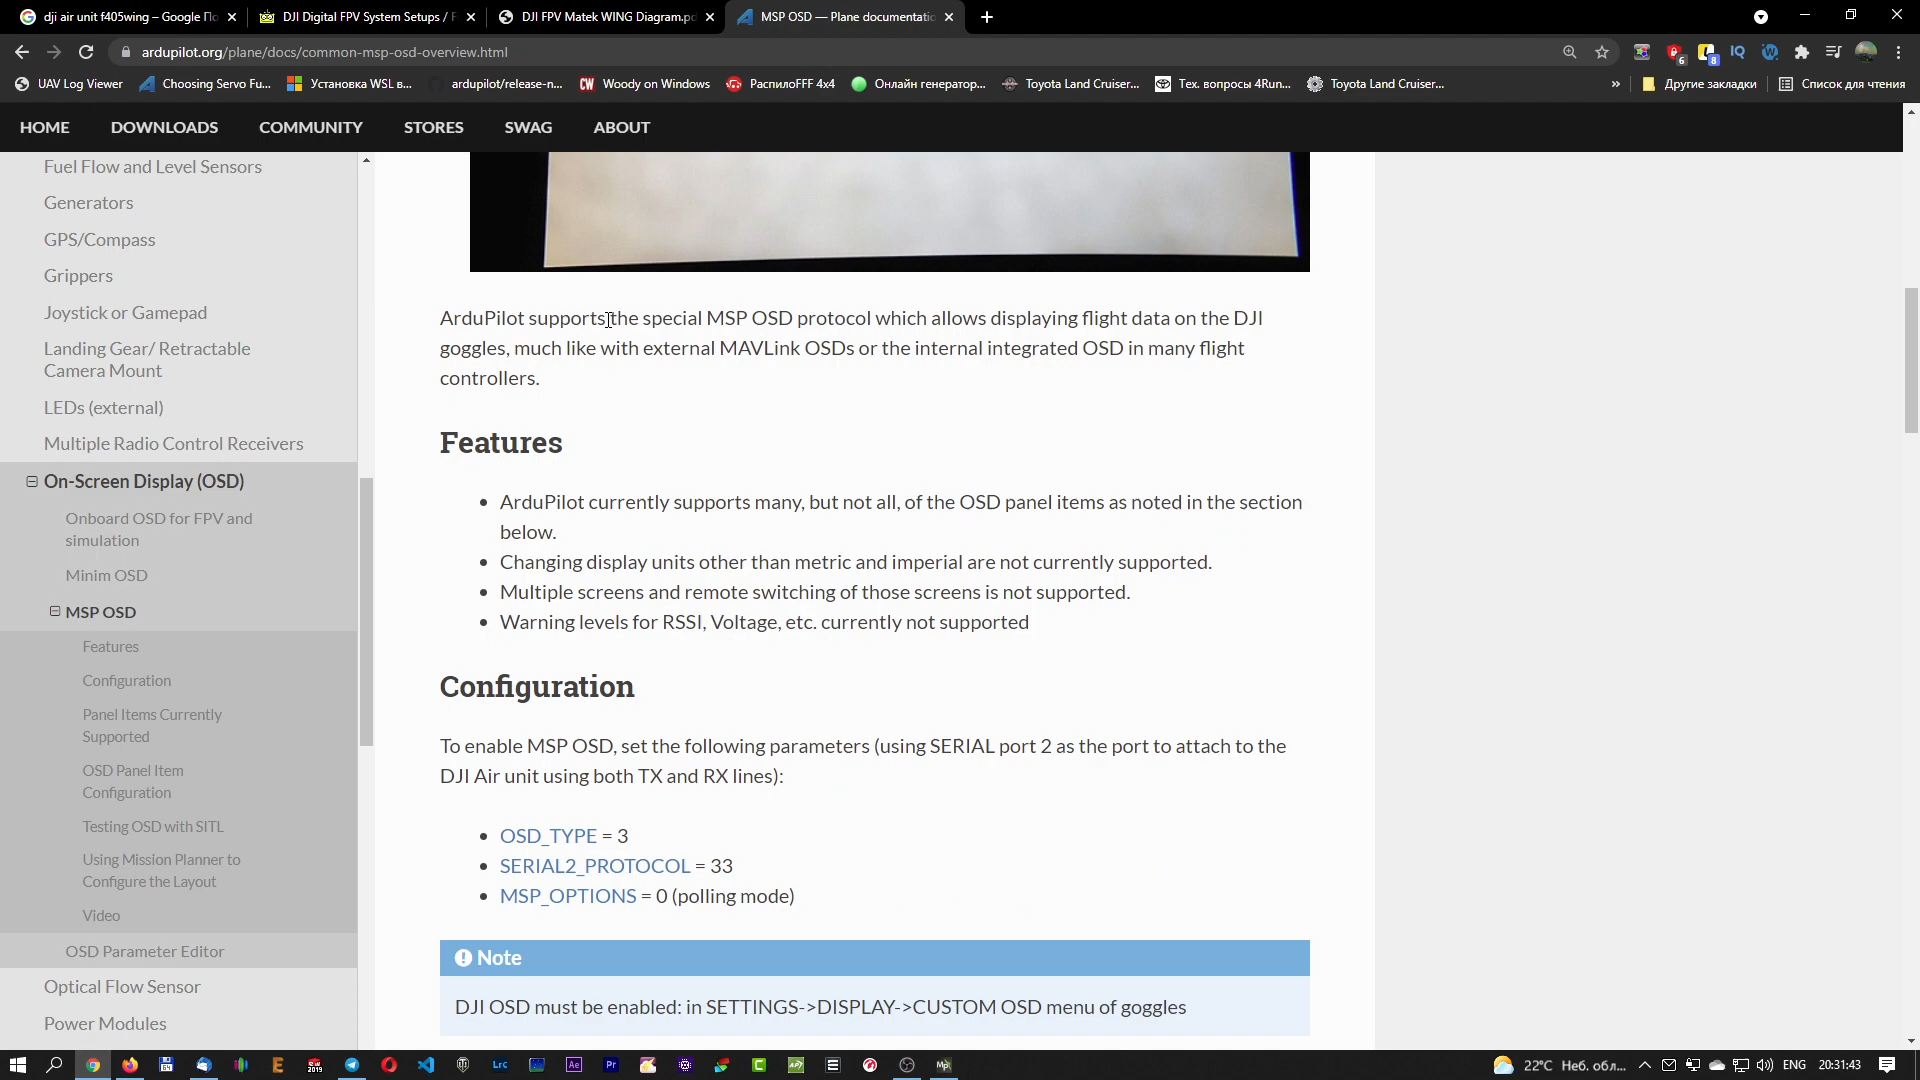 dji air unit f405wing – Google По
DJI Digital FPV System Setups / F
DJI FPV Matek WING Diagram.pd
MSP OSD — Plane documentatio
ardupilot.org/plane/docs/common-msp-osd-overview.html
6
8
UAV Log Viewer
Choosing Servo Fu...
Установка WSL в...
ardupilot/release-n...
Woody on Windows
РаспилоFFF 4x4
Онлайн генератор...
Toyota Land Cruiser...
Тех. вопросы 4Run...
Toyota Land Cruiser...
»
Другие закладки
Список для чтения
HOME
DOWNLOADS
COMMUNITY
STORES
SWAG
ABOUT
Fuel Flow and Level Sensors
Generators
GPS/Compass
Grippers
Joystick or Gamepad
Landing Gear/ Retractable
Camera Mount
LEDs (external)
Multiple Radio Control Receivers
On-Screen Display (OSD)
Onboard OSD for FPV and
simulation
Minim OSD
MSP OSD
Features
Configuration
Panel Items Currently
Supported
OSD Panel Item
Configuration
Testing OSD with SITL
Using Mission Planner to
Configure the Layout
Video
OSD Parameter Editor
Optical Flow Sensor
Power Modules
ArduPilot supports the special MSP OSD protocol which allows displaying flight data on the DJI
goggles, much like with external MAVLink OSDs or the internal integrated OSD in many flight
controllers.
Features
• ArduPilot currently supports many, but not all, of the OSD panel items as noted in the section
below.
• Changing display units other than metric and imperial are not currently supported.
• Multiple screens and remote switching of those screens is not supported.
• Warning levels for RSSI, Voltage, etc. currently not supported
Configuration
To enable MSP OSD, set the following parameters (using SERIAL port 2 as the port to attach to the
DJI Air unit using both TX and RX lines):
• OSD_TYPE = 3
• SERIAL2_PROTOCOL = 33
• MSP_OPTIONS = 0 (polling mode)
Note
DJI OSD must be enabled: in SETTINGS->DISPLAY->CUSTOM OSD menu of goggles
22°C Неб. обл...
ENG
20:31:43